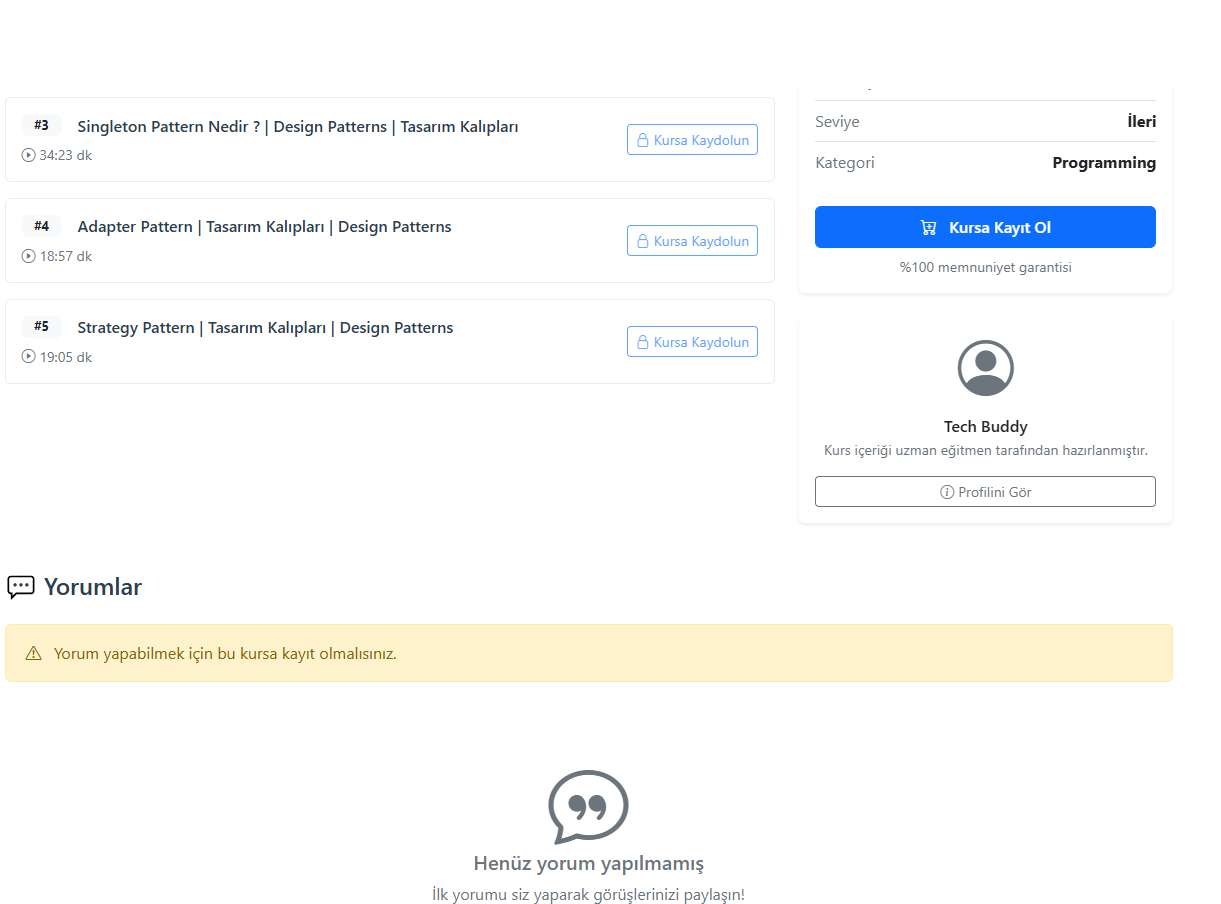 #3 Singleton Pattern Nedir ? | Design Patterns | Tasarım Kalıpları
34:23 dk
Kursa Kaydolun
#4 Adapter Pattern | Tasarım Kalıpları | Design Patterns
18:57 dk
Kursa Kaydolun
#5 Strategy Pattern | Tasarım Kalıpları | Design Patterns
19:05 dk
Kursa Kaydolun
Seviye İleri
Kategori Programming
Kursa Kayıt Ol
%100 memnuniyet garantisi
Tech Buddy
Kurs içeriği uzman eğitmen tarafından hazırlanmıştır.
Profilini Gör
Yorumlar
Yorum yapabilmek için bu kursa kayıt olmalısınız.
Henüz yorum yapılmamış
İlk yorumu siz yaparak görüşlerinizi paylaşın!